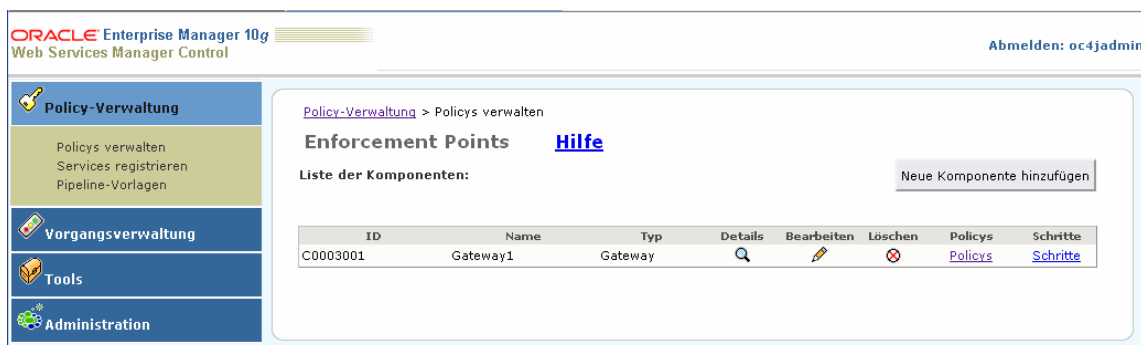 ORACLE Enterprise Manager 10g
Web Services Manager Control
Abmelden: oc4jadmin
Policy-Verwaltung
Policys verwalten
Services registrieren
Pipeline-Vorlagen
Vorgangsverwaltung
Tools
Administration
Policy-Verwaltung > Policys verwalten
Enforcement Points Hilfe
Liste der Komponenten:
Neue Komponente hinzufügen
ID Name Typ Details Bearbeiten Löschen Policys Schritte
C0003001 Gateway1 Gateway Policys Schritte